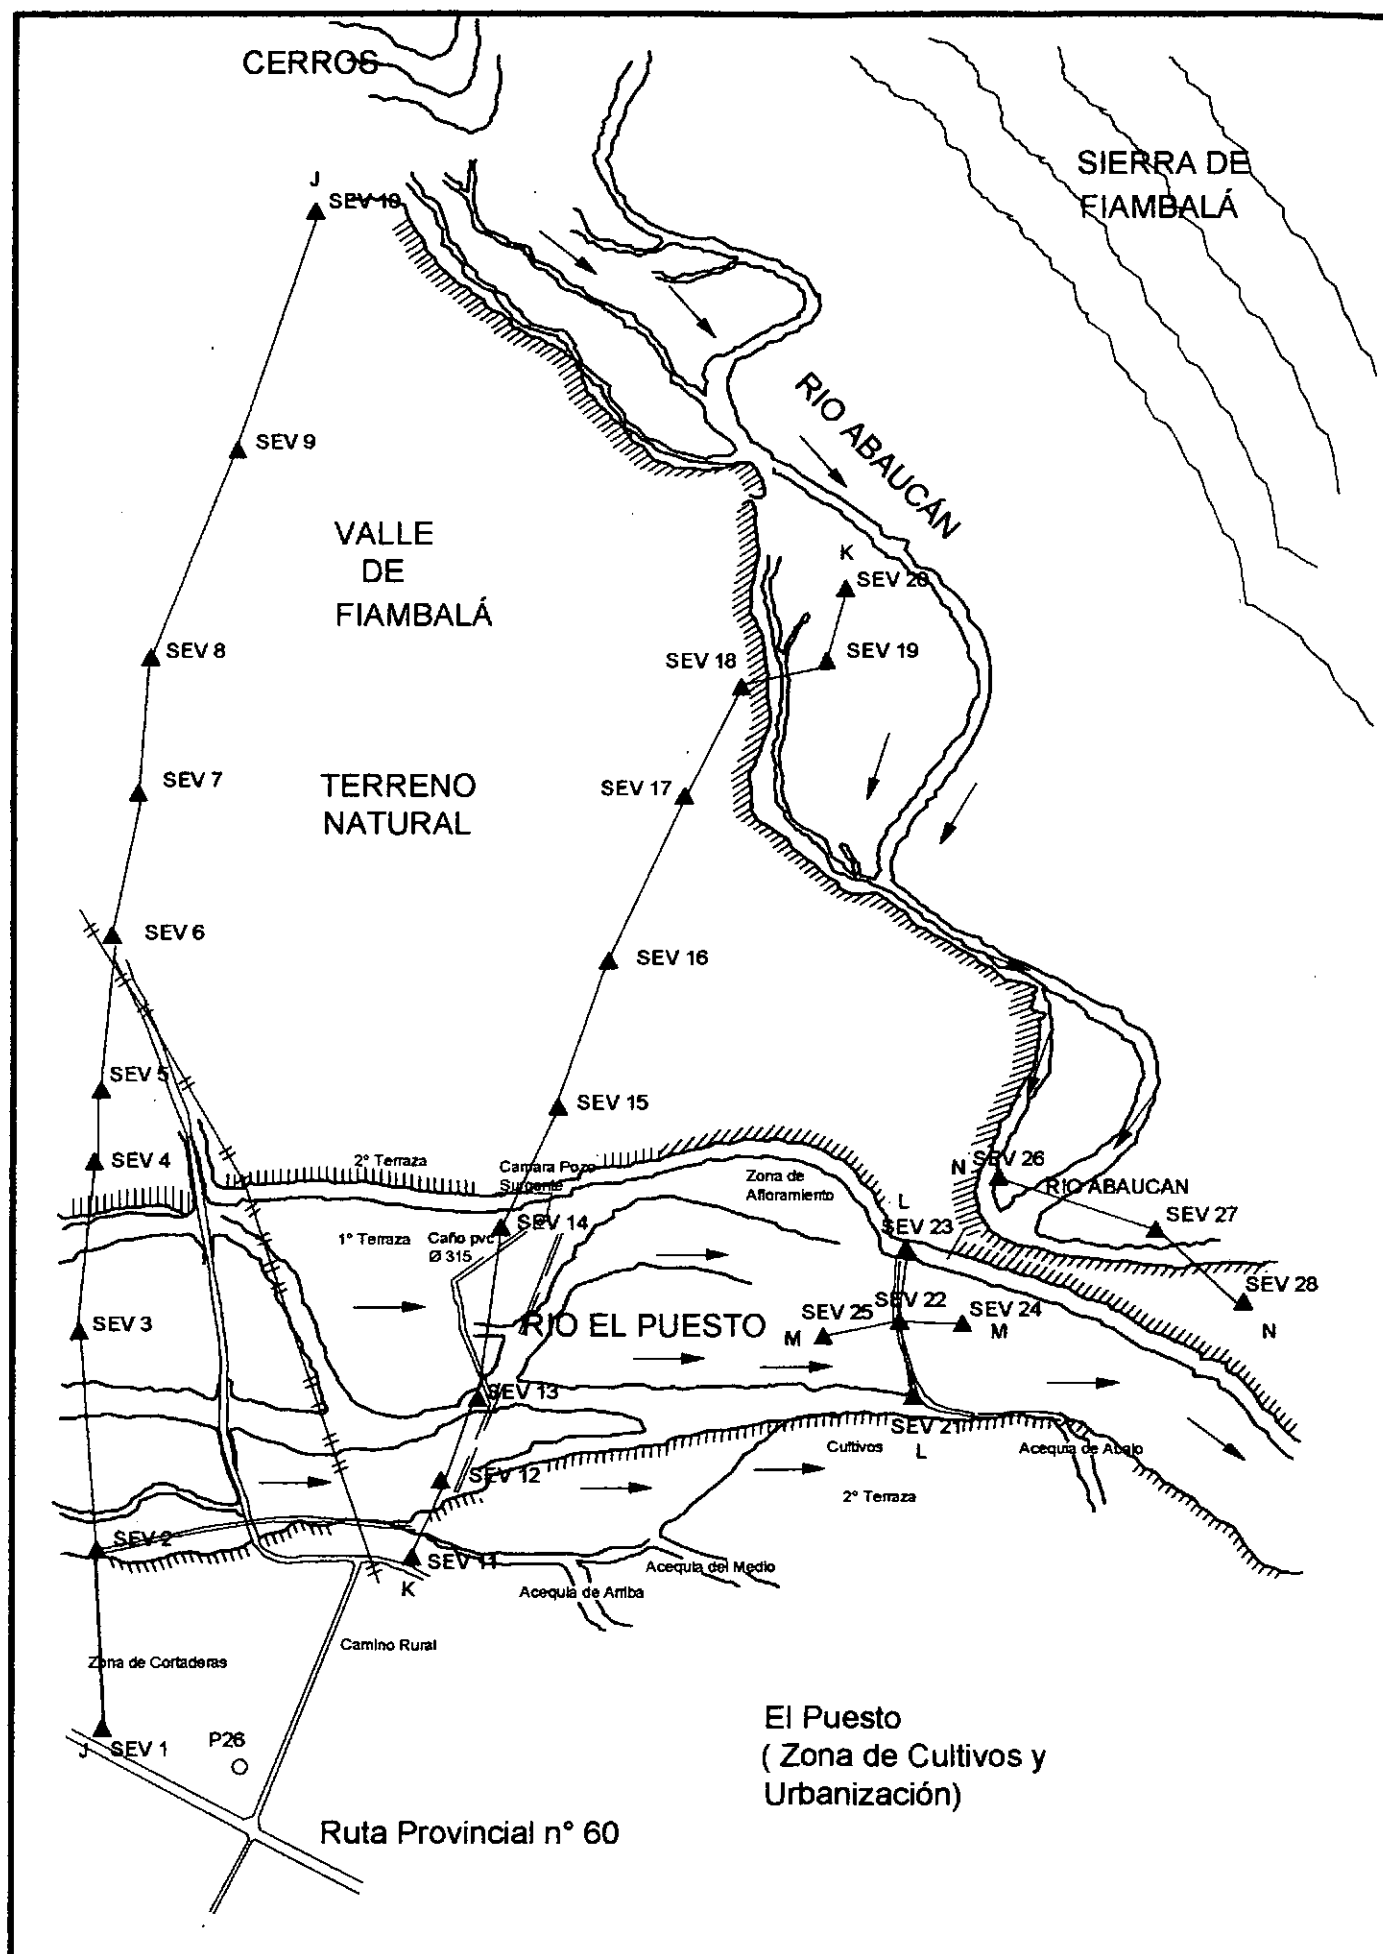 CERROS
SIERRA DE
FIAMBALÁ
J
SEV 10
RIO ABAUCÁN
SEV 9
VALLE
DE
FIAMBALÁ
K
SEV 20
SEV 8
SEV 18
SEV 19
SEV 7
TERRENO
NATURAL
SEV 17
SEV 6
SEV 16
SEV 5
SEV 15
SEV 4
2° Terraza
Camara Pozo
Surgente
Zona de
Afloramiento
N
SEV 26
RIO ABAUCAN
L
SEV 14
SEV 23
SEV 27
1° Terraza
Caño pvc
Ø 315
SEV 28
N
SEV 3
RIO EL PUESTO
SEV 25
M
SEV 22
SEV 24
M
SEV 13
SEV 21
L
SEV 12
Cultivos
Acequia de Abajo
2° Terraza
SEV 2
SEV 11
K
Acequia de Arriba
Acequia del Medio
Camino Rural
Zona de Cortaderas
J
SEV 1
P26
El Puesto
( Zona de Cultivos y
Urbanización)
Ruta Provincial n° 60